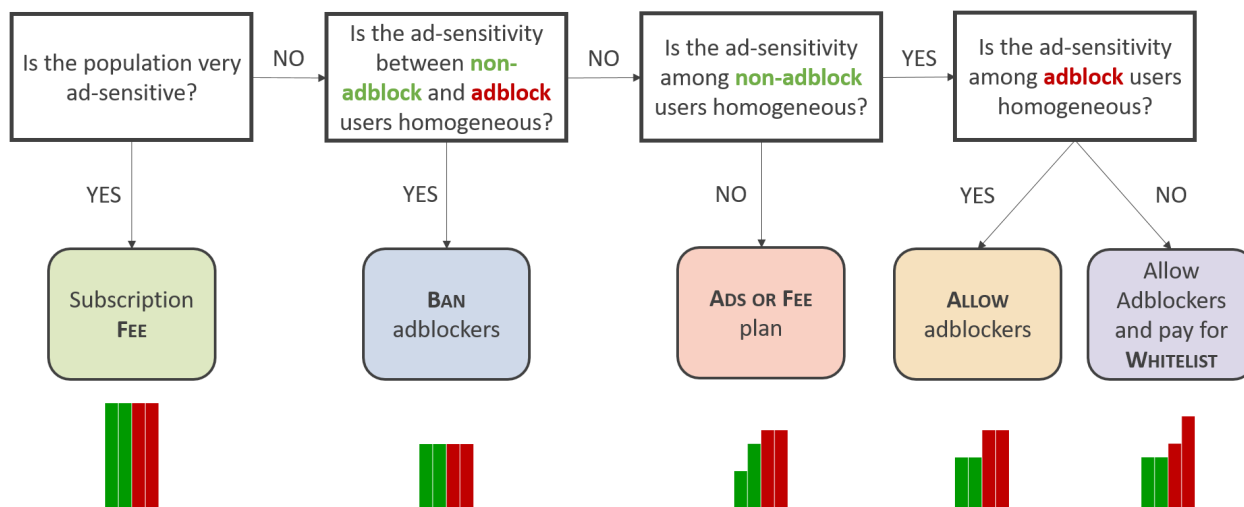 Is the population very
ad-sensitive?
NO
Is the ad-sensitivity
between non-
adblock and adblock
users homogeneous?
NO
Is the ad-sensitivity
among non-adblock
users homogeneous?
YES
Is the ad-sensitivity
among adblock users
homogeneous?
YES
YES
NO
YES
NO
Subscription
FEE
BAN
adblockers
ADS OR FEE
plan
ALLOW
adblockers
Allow
Adblockers
and pay for
WHITELIST